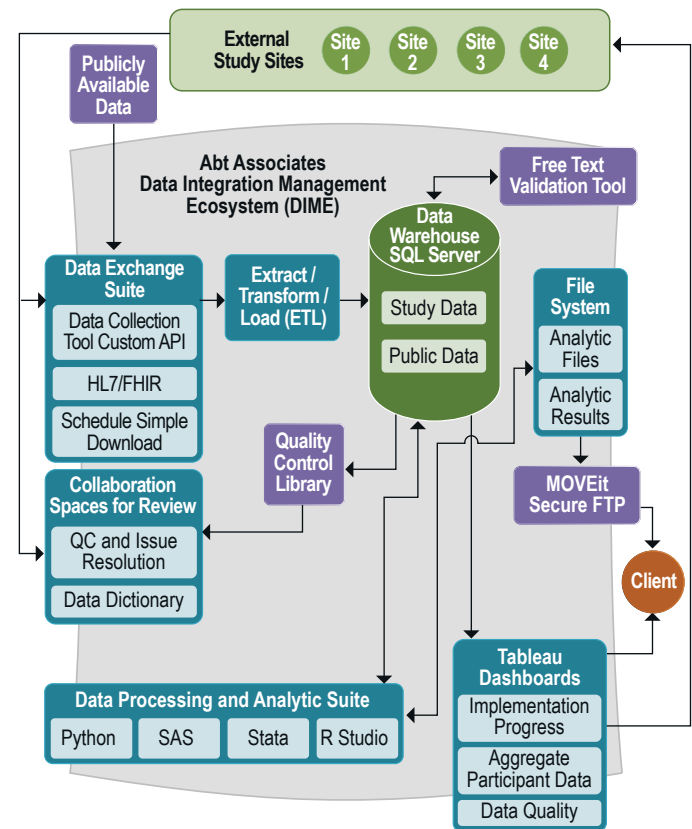 External
Study Sites
Site
1
Site
2
Site
3
Site
4
Publicly
Available
Data
Abt Associates
Data Integration Management
Ecosystem (DIME)
Free Text
Validation Tool
Data
Warehouse
SQL Server
Study Data
Public Data
Data Exchange
Suite
Data Collection
Tool Custom API
HL7/FHIR
Schedule Simple
Download
Extract /
Transform /
Load (ETL)
File
System
Analytic
Files
Analytic
Results
Quality
Control
Library
MOVEit
Secure FTP
Collaboration
Spaces for Review
QC and Issue
Resolution
Data Dictionary
Client
Data Processing and Analytic Suite
Python
SAS
Stata
R Studio
Tableau
Dashboards
Implementation
Progress
Aggregate
Participant Data
Data Quality